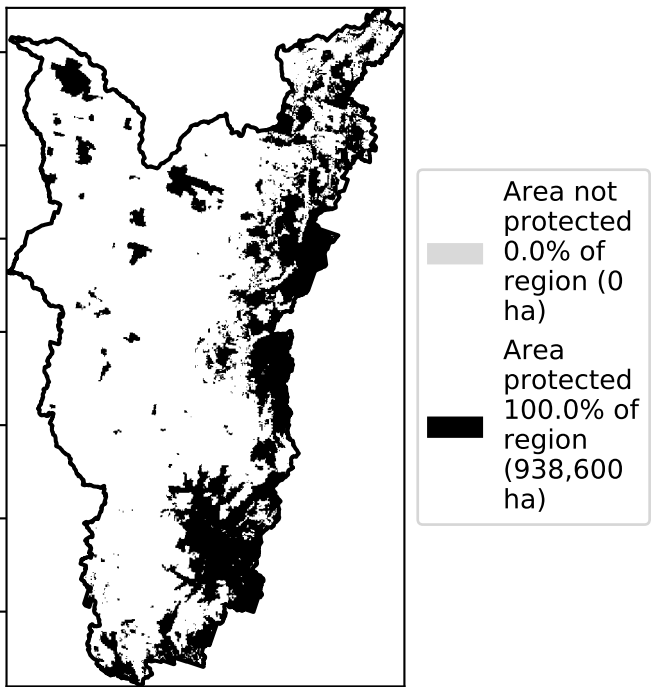 Area not
protected
0.0% of
region (0
ha)
Area
protected
100.0% of
region
(938,600
ha)